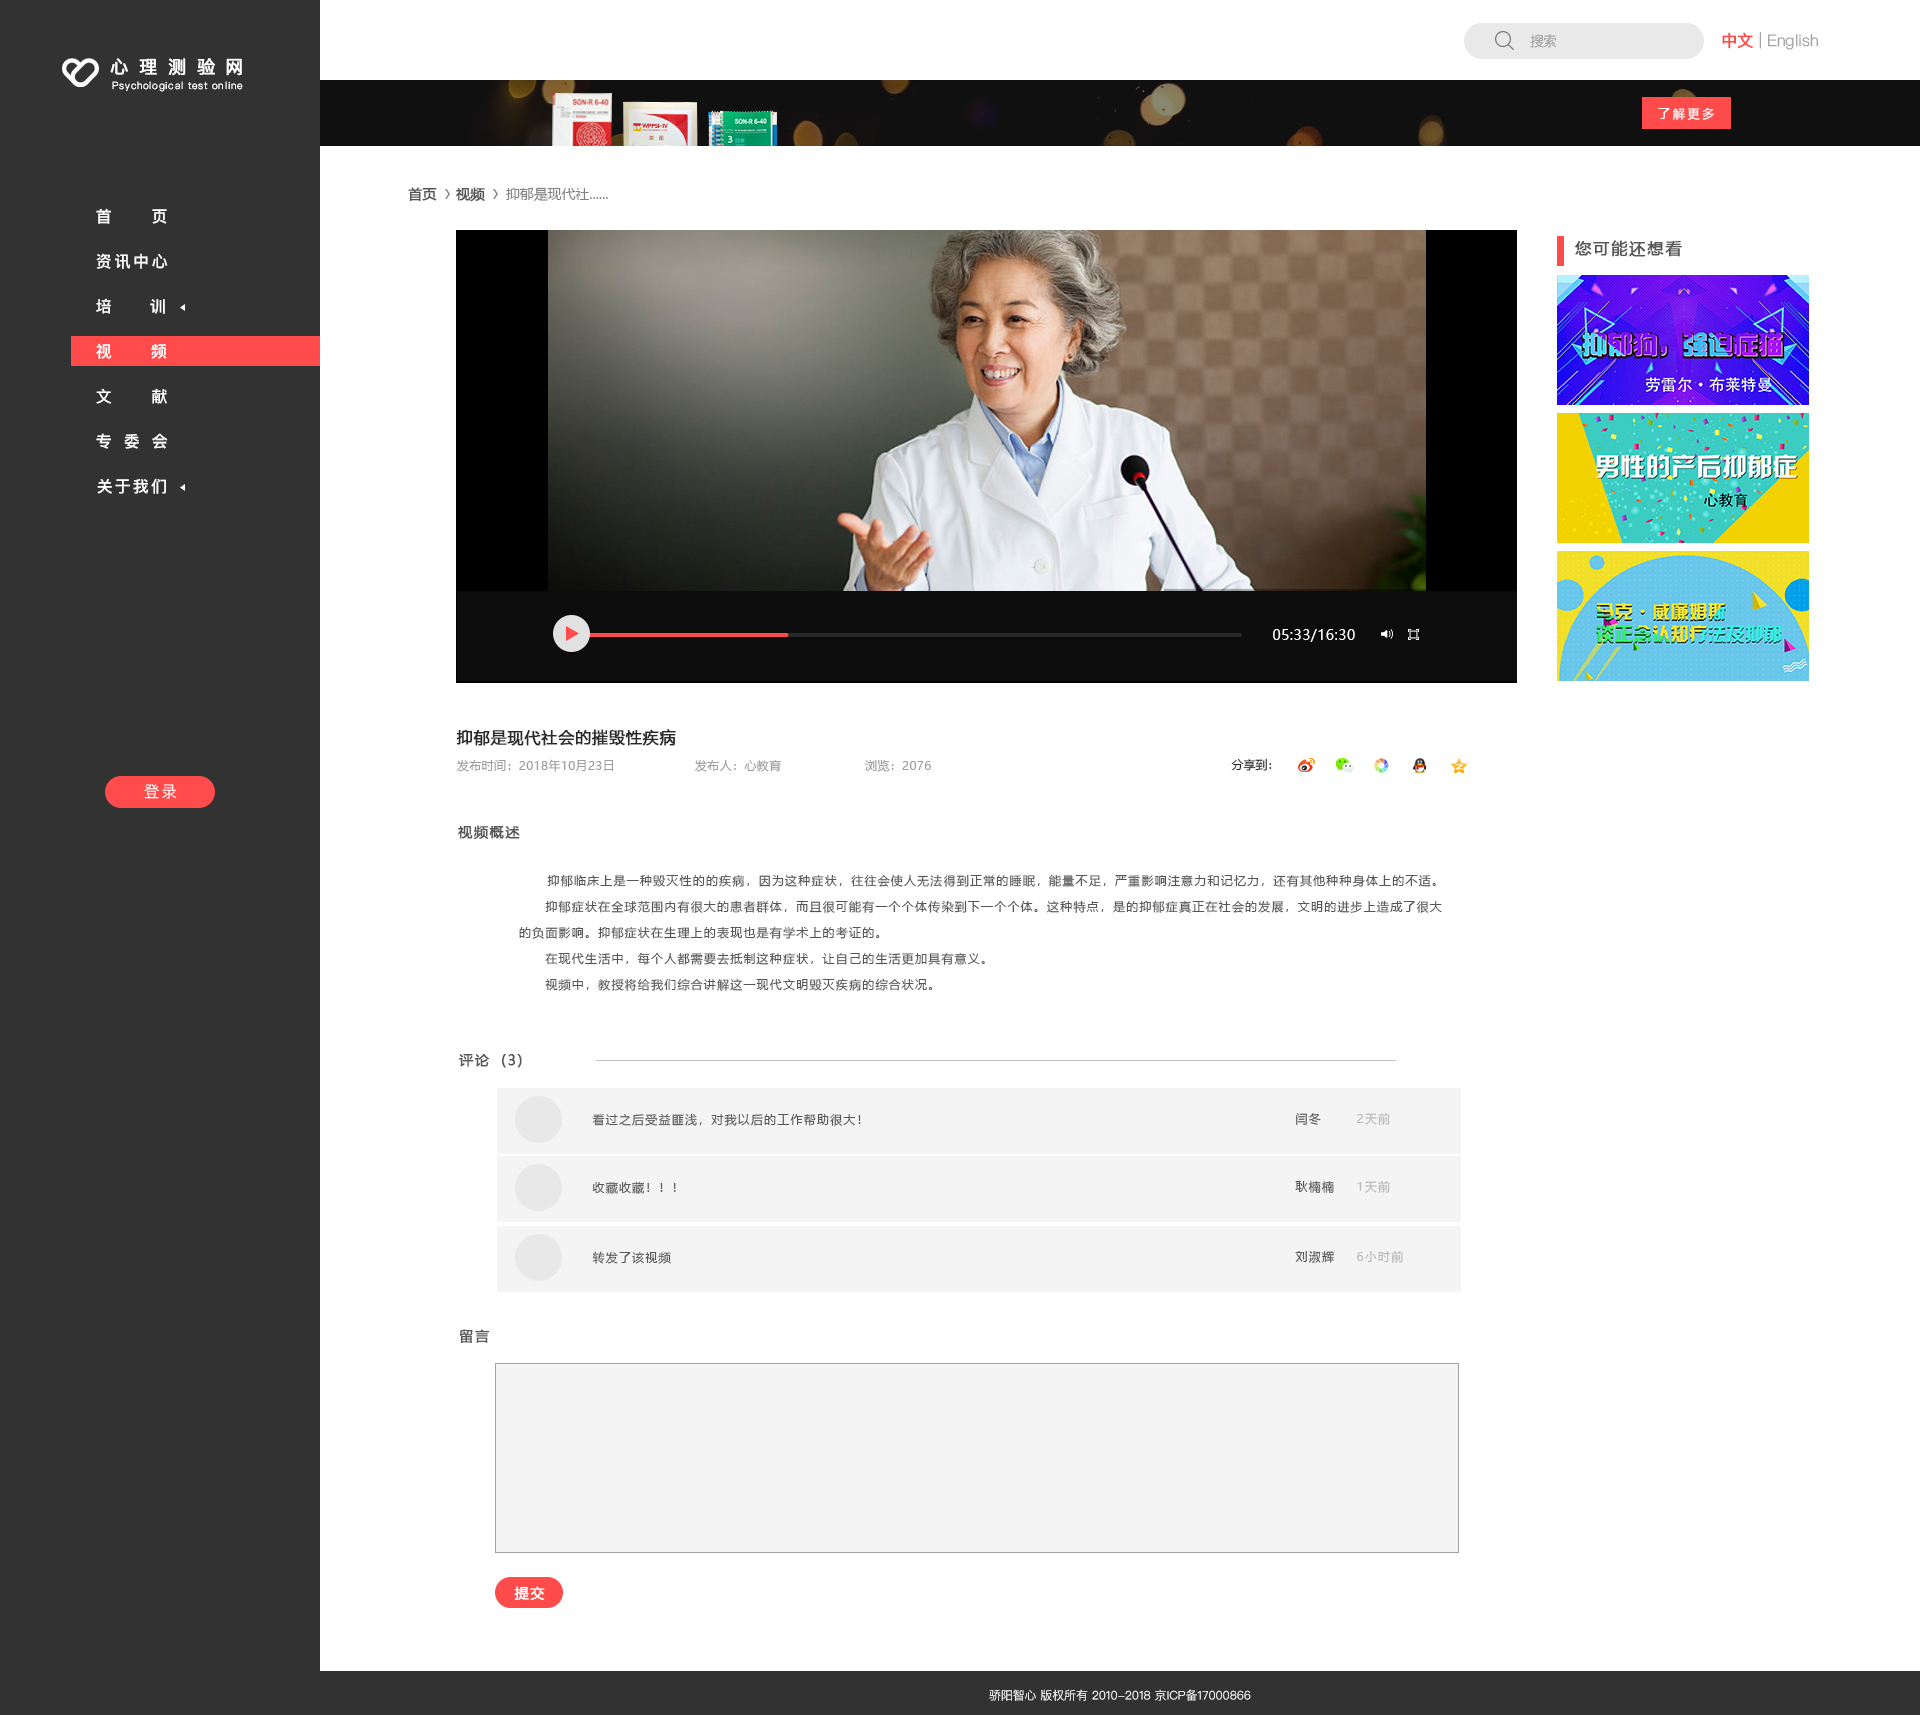 心理测验网
Psychological test online
首 页
资讯中心
培 训
视 频
文 献
专 委 会
关于我们
登录
搜索
中文 | English
SON-R 6-40
WPPSI-IV
SON-R 6-40
3
了解更多
首页 > 视频 > 抑郁是现代社......
05:33/16:30
您可能还想看
抑郁狗，强迫症猫
劳雷尔·布莱特曼
男性的产后抑郁症
心教育
马克·威廉姆斯
谈正念认知疗法及抑郁
抑郁是现代社会的摧毁性疾病
发布时间：2018年10月23日 发布人：心教育 浏览：2076 分享到：
视频概述
抑郁临床上是一种毁灭性的的疾病，因为这种症状，往往会使人无法得到正常的睡眠，能量不足，严重影响注意力和记忆力，还有其他种种身体上的不适。
抑郁症状在全球范围内有很大的患者群体，而且很可能有一个个体传染到下一个个体。这种特点，是的抑郁症真正在社会的发展，文明的进步上造成了很大
的负面影响。抑郁症状在生理上的表现也是有学术上的考证的。
在现代生活中，每个人都需要去抵制这种症状，让自己的生活更加具有意义。
视频中，教授将给我们综合讲解这一现代文明毁灭疾病的综合状况。
评论（3）
看过之后受益匪浅，对我以后的工作帮助很大！ 闫冬 2天前
收藏收藏！！！ 耿楠楠 1天前
转发了该视频 刘淑辉 6小时前
留言
提交
骄阳智心 版权所有 2010-2018 京ICP备17000866